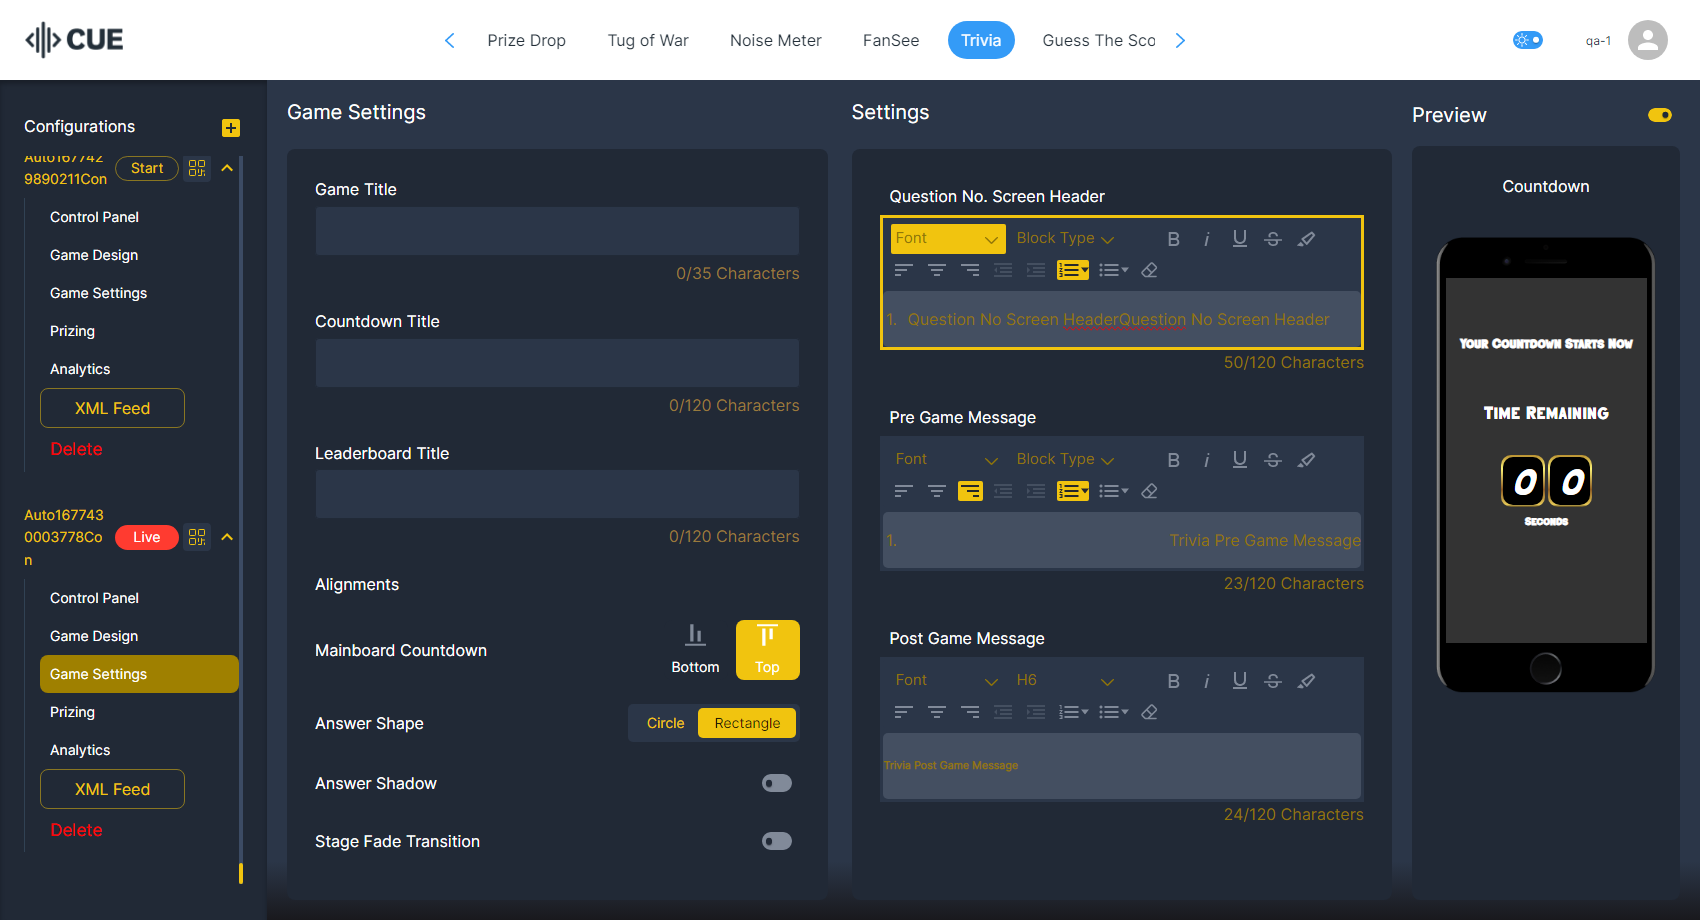 CUE
Prize Drop
Tug of War
Noise Meter
FanSee
Trivia
Guess The Sco
qa-1
Configurations
Auto167742
9890211Con
Start
Control Panel
Game Design
Game Settings
Prizing
Analytics
XML Feed
Delete
Auto167743
0003778Co
n
Live
Control Panel
Game Design
Game Settings
Prizing
Analytics
XML Feed
Delete
Game Settings
Game Title
0/35 Characters
Countdown Title
0/120 Characters
Leaderboard Title
0/120 Characters
Alignments
Mainboard Countdown
Bottom
Top
Answer Shape
Circle
Rectangle
Answer Shadow
Stage Fade Transition
Settings
Question No. Screen Header
Font
Block Type
B i U S
1. Question No Screen HeaderQuestion No Screen Header
50/120 Characters
Pre Game Message
Font
Block Type
B i U S
1. Trivia Pre Game Message
23/120 Characters
Post Game Message
Font
H6
B i U S
Trivia Post Game Message
24/120 Characters
Preview
Countdown
Your Countdown Starts Now
Time Remaining
0 0
Seconds